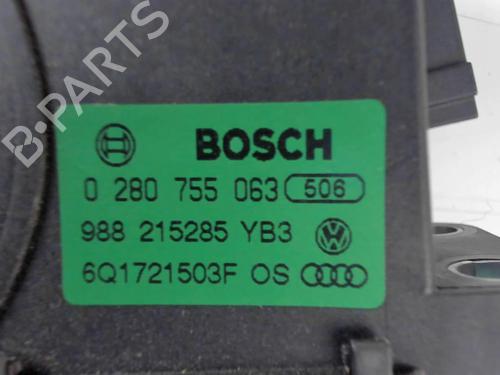 B-PARTS
BOSCH
0 280 755 063 506
988 215285 YB3
6Q1721503F OS